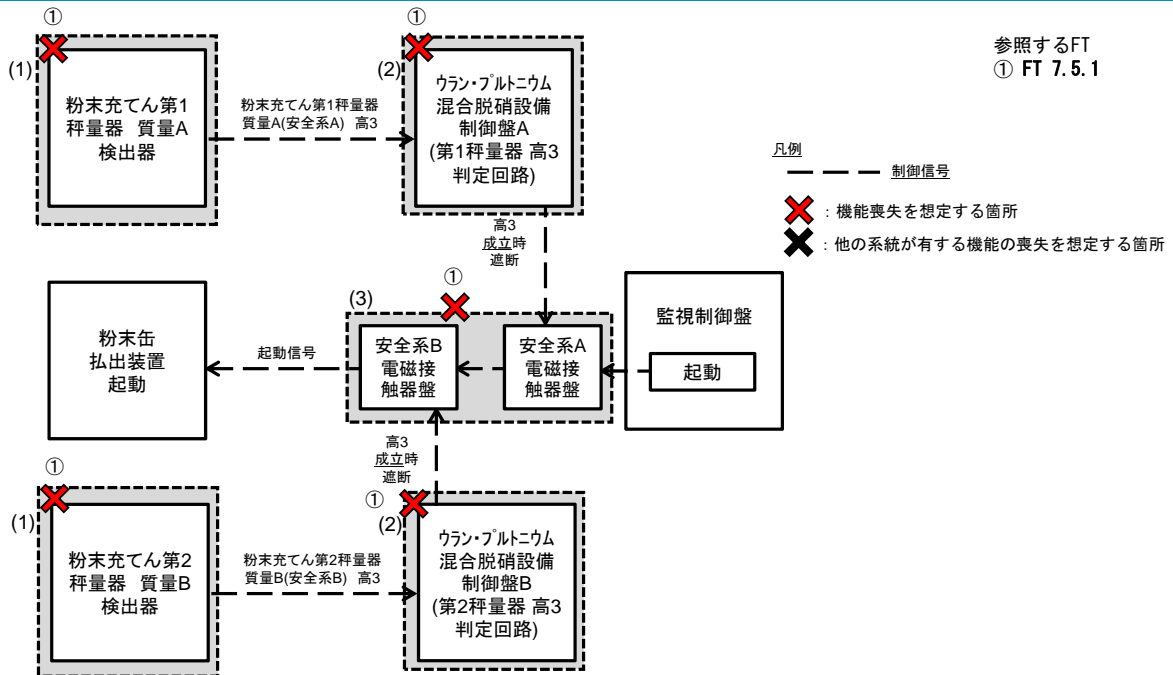 ①
(1)
粉末充てん第1
秤量器 質量A
検出器
粉末充てん第1秤量器
質量A(安全系A) 高3
①
(2)
ウラン・プルトニウム
混合脱硝設備
制御盤A
(第1秤量器 高3
判定回路)
参照するFT
① FT 7.5.1
凡例
制御信号
：機能喪失を想定する箇所
：他の系統が有する機能の喪失を想定する箇所
高3
成立時
遮断
粉末缶
払出装置
起動
起動信号
(3)
①
安全系B
電磁接
触器盤
安全系A
電磁接
触器盤
監視制御盤
起動
高3
成立時
遮断
①
(1)
粉末充てん第2
秤量器 質量B
検出器
粉末充てん第2秤量器
質量B(安全系B) 高3
①
(2)
ウラン・プルトニウム
混合脱硝設備
制御盤B
(第2秤量器 高3
判定回路)